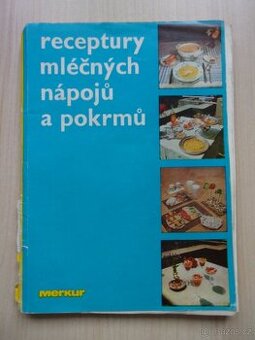 receptury
mléčných
nápojů
a pokrmů
merkur